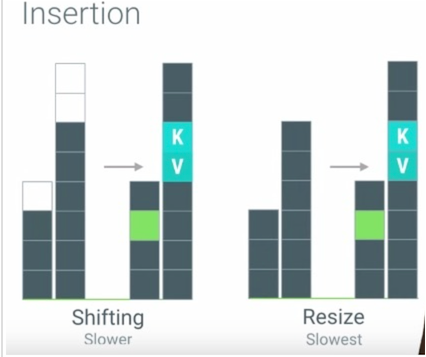 Insertion
K
V
K
V
Shifting
Slower
Resize
Slowest